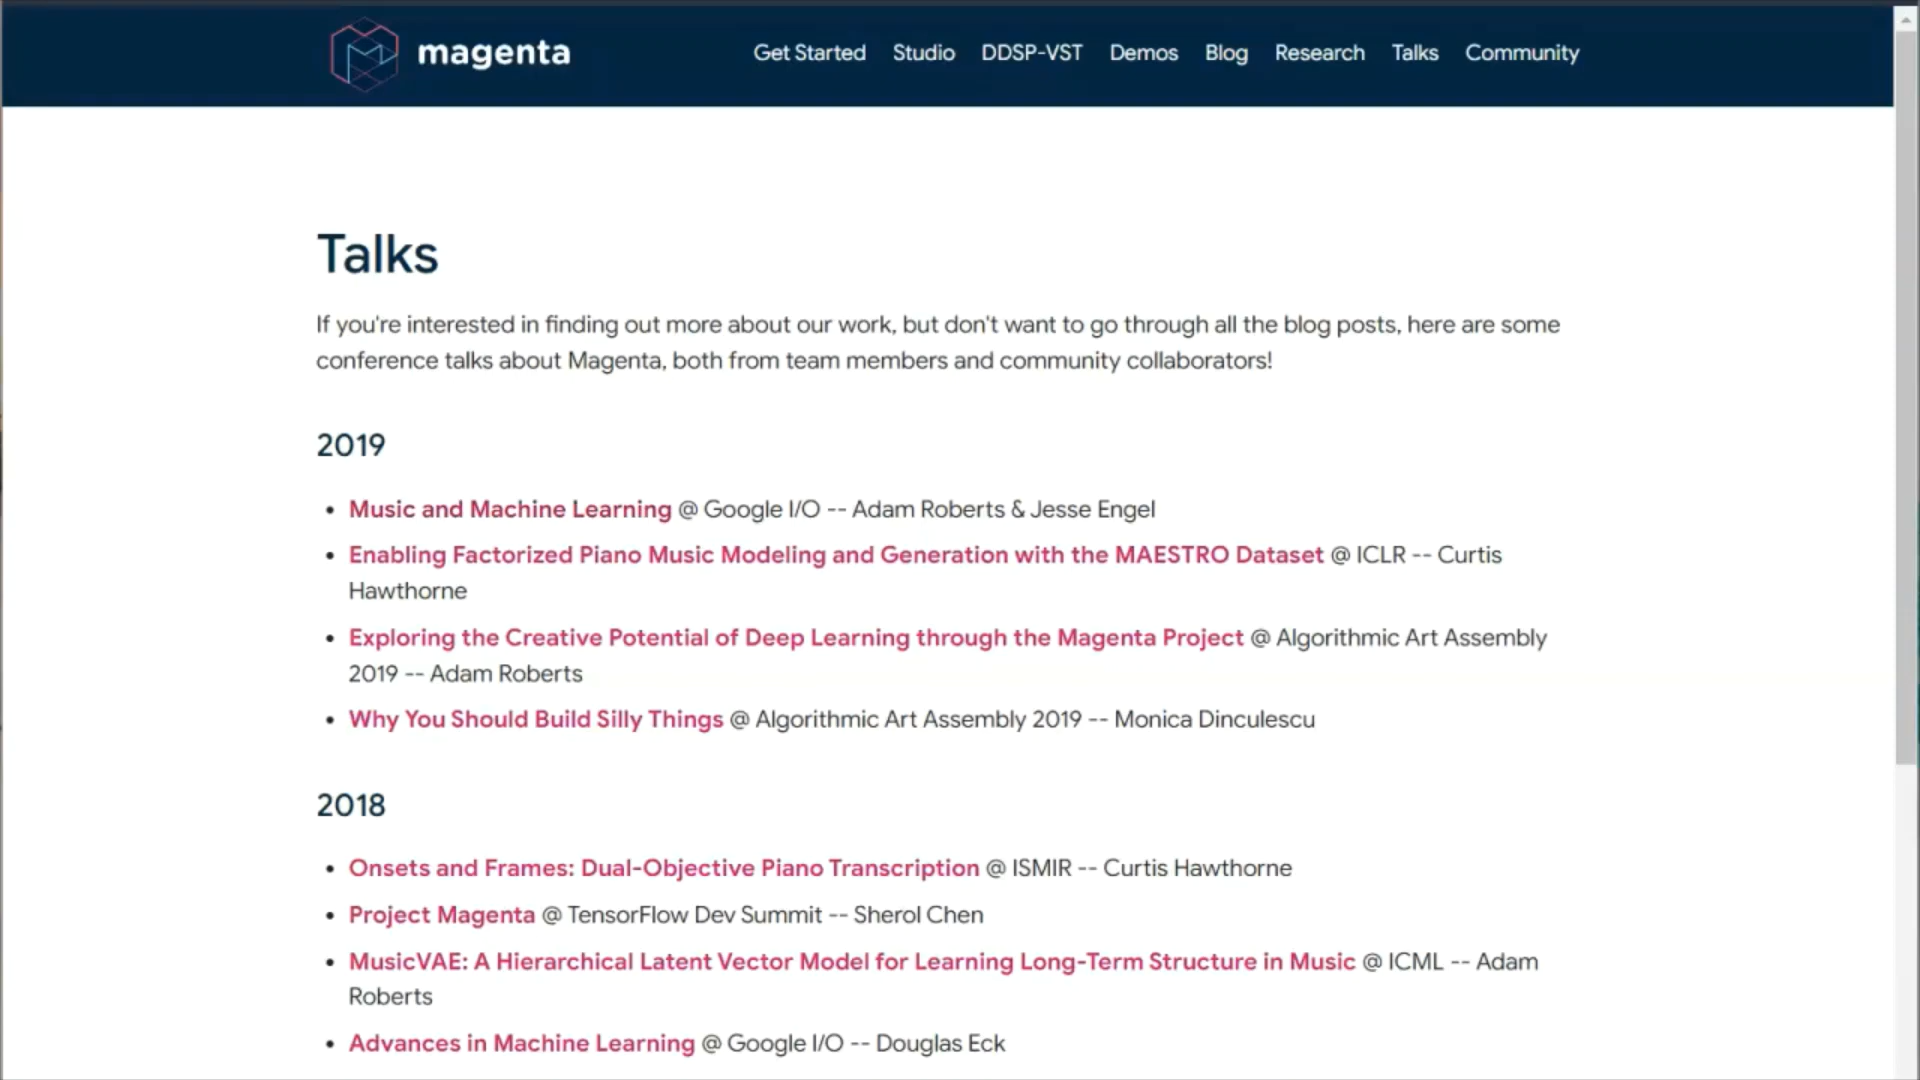 magenta
Get Started Studio DDSP-VST Demos Blog Research Talks Community
Talks
If you're interested in finding out more about our work, but don't want to go through all the blog posts, here are some
conference talks about Magenta, both from team members and community collaborators!
2019
• Music and Machine Learning @ Google I/O -- Adam Roberts & Jesse Engel
• Enabling Factorized Piano Music Modeling and Generation with the MAESTRO Dataset @ ICLR -- Curtis
Hawthorne
• Exploring the Creative Potential of Deep Learning through the Magenta Project @ Algorithmic Art Assembly
2019 -- Adam Roberts
• Why You Should Build Silly Things @ Algorithmic Art Assembly 2019 -- Monica Dinculescu
2018
• Onsets and Frames: Dual-Objective Piano Transcription @ ISMIR -- Curtis Hawthorne
• Project Magenta @ TensorFlow Dev Summit -- Sherol Chen
• MusicVAE: A Hierarchical Latent Vector Model for Learning Long-Term Structure in Music @ ICML -- Adam
Roberts
• Advances in Machine Learning @ Google I/O -- Douglas Eck